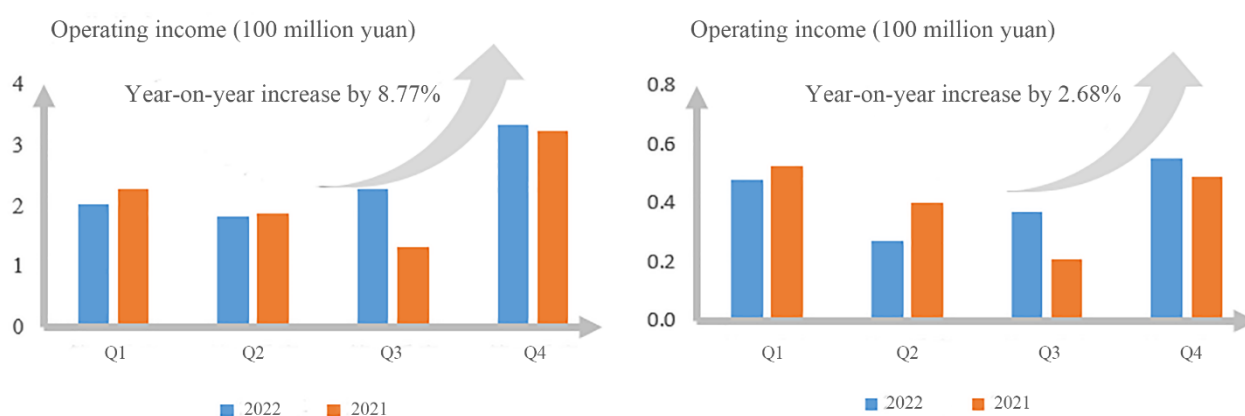 Operating income (100 million yuan)
Year-on-year increase by 8.77%
4
3
2
1
0
Q1 Q2 Q3 Q4
2022 2021
Operating income (100 million yuan)
Year-on-year increase by 2.68%
0.8
0.6
0.4
0.2
0.0
Q1 Q2 Q3 Q4
2022 2021